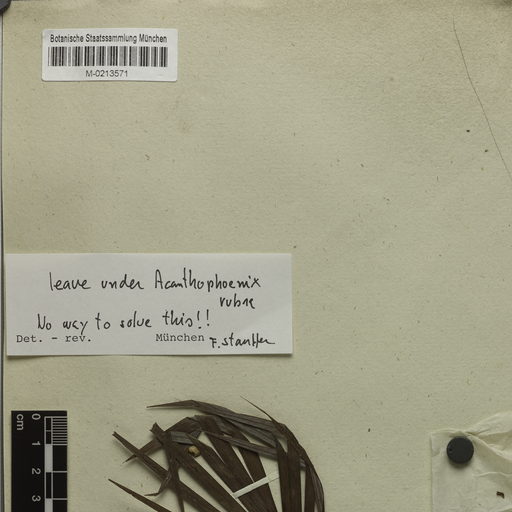 Botanische Staatssammlung München
M-0213571
leave under Acanthophoenix
rubra
No way to solve this!!
Det. - rev. München F. Stauffer
cm 0 1 2 3